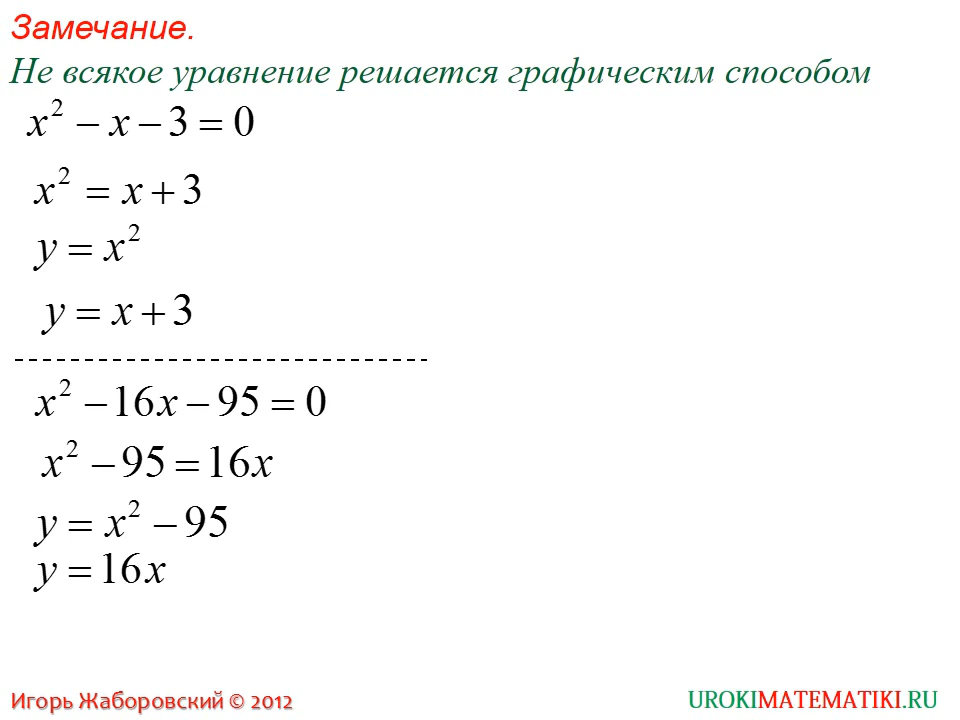 Замечание.
Не всякое уравнение решается графическим способом
x² − x − 3 = 0
x² = x + 3
y = x²
y = x + 3
------------------------------
x² − 16x − 95 = 0
x² − 95 = 16x
y = x² − 95
y = 16x
Игорь Жаборовский © 2012
UROKIMATEMATIKI.RU